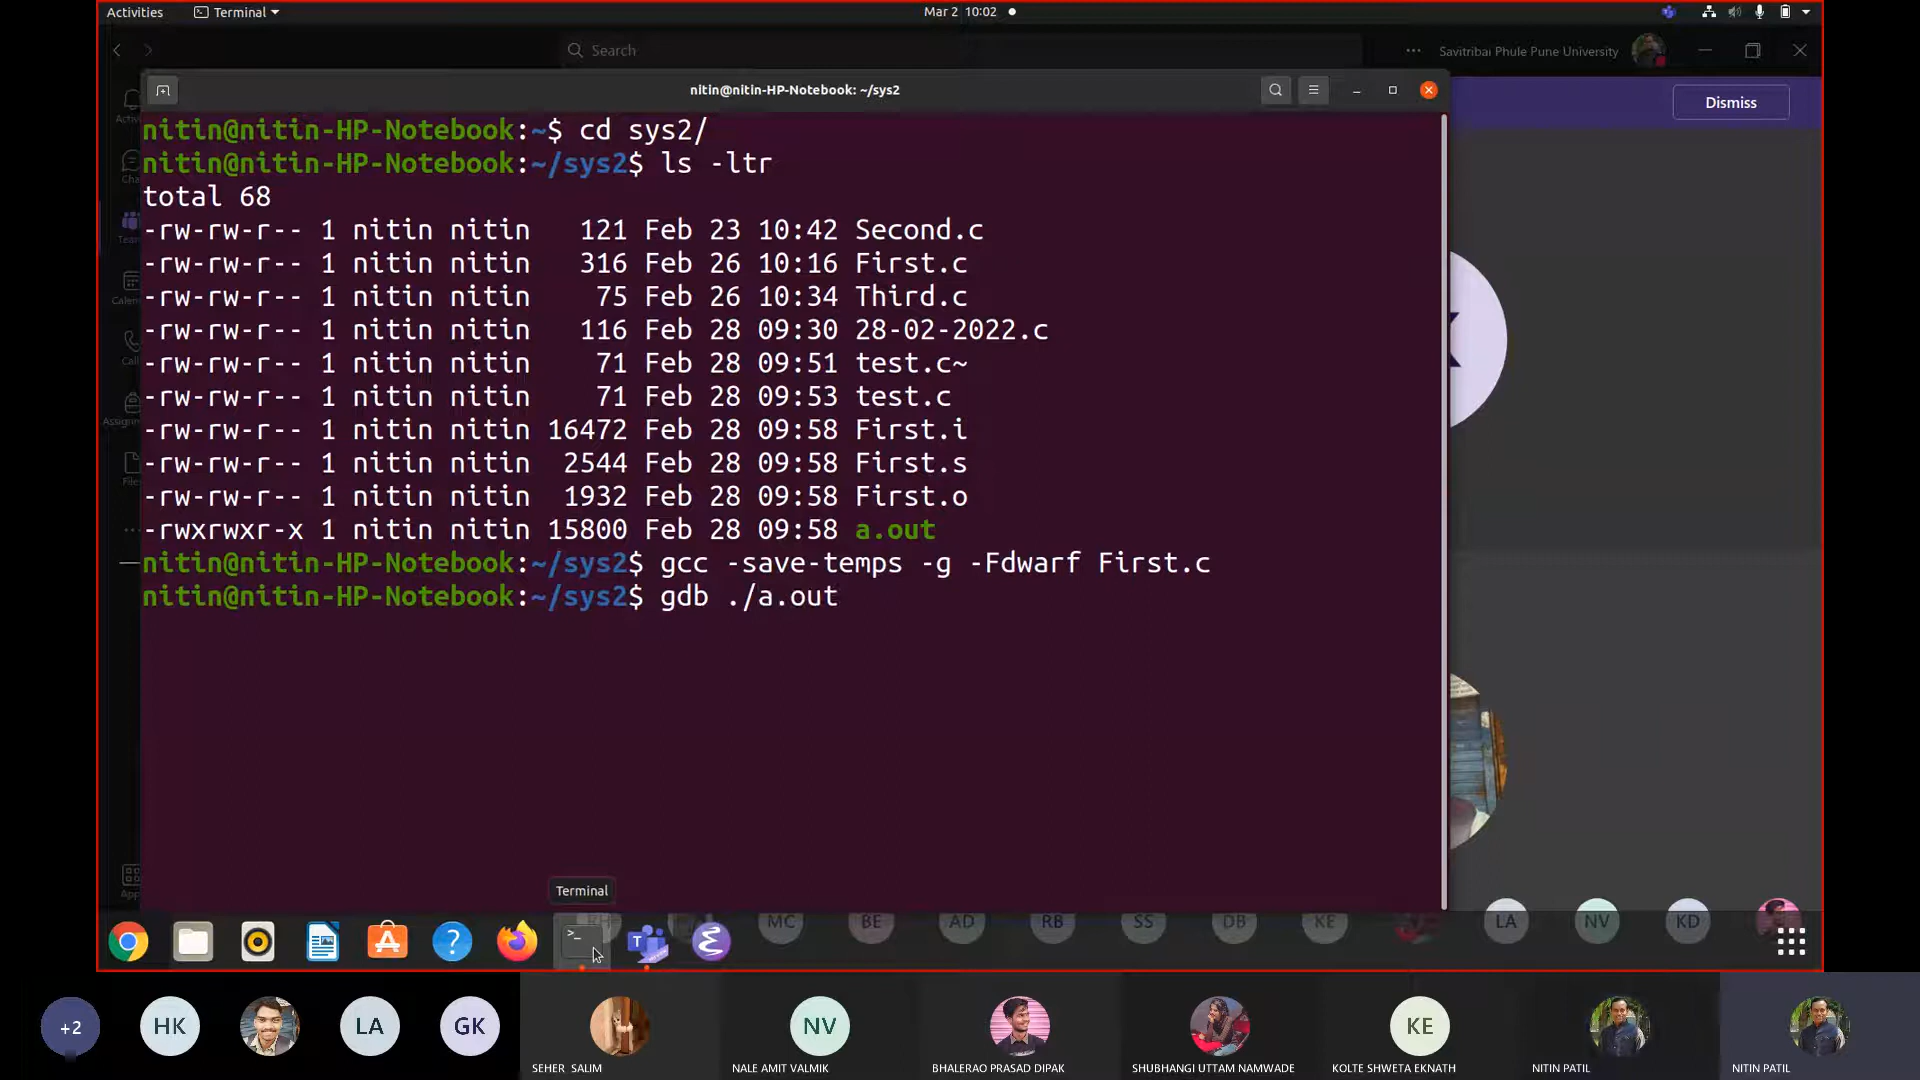 Activities
Terminal
Mar 2 10:02
Search
Savitribai Phule Pune University
nitin@nitin-HP-Notebook: ~/sys2
Dismiss
nitin@nitin-HP-Notebook:~$ cd sys2/
nitin@nitin-HP-Notebook:~/sys2$ ls -ltr
total 68
-rw-rw-r-- 1 nitin nitin   121 Feb 23 10:42 Second.c
-rw-rw-r-- 1 nitin nitin   316 Feb 26 10:16 First.c
-rw-rw-r-- 1 nitin nitin    75 Feb 26 10:34 Third.c
-rw-rw-r-- 1 nitin nitin   116 Feb 28 09:30 28-02-2022.c
-rw-rw-r-- 1 nitin nitin    71 Feb 28 09:51 test.c~
-rw-rw-r-- 1 nitin nitin    71 Feb 28 09:53 test.c
-rw-rw-r-- 1 nitin nitin 16472 Feb 28 09:58 First.i
-rw-rw-r-- 1 nitin nitin  2544 Feb 28 09:58 First.s
-rw-rw-r-- 1 nitin nitin  1932 Feb 28 09:58 First.o
-rwxrwxr-x 1 nitin nitin 15800 Feb 28 09:58 a.out
nitin@nitin-HP-Notebook:~/sys2$ gcc -save-temps -g -Fdwarf First.c
nitin@nitin-HP-Notebook:~/sys2$ gdb ./a.out
Terminal
MC BE AD RB SS DB KE LA NV KD
+2 HK LA GK NV KE
SEHER SALIM
NALE AMIT VALMIK
BHALERAO PRASAD DIPAK
SHUBHANGI UTTAM NAMWADE
KOLTE SHWETA EKNATH
NITIN PATIL
NITIN PATIL